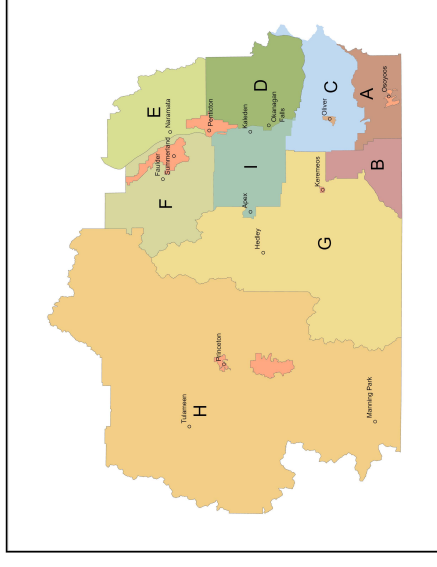 E
Naramata
Faulder
Summerland
F
Penticton
D
Kaleden
Okanagan
Falls
C
Oliver
A
Osoyoos
I
Apex
Keremeos
B
Hedley
G
Princeton
Tulameen
H
Manning Park